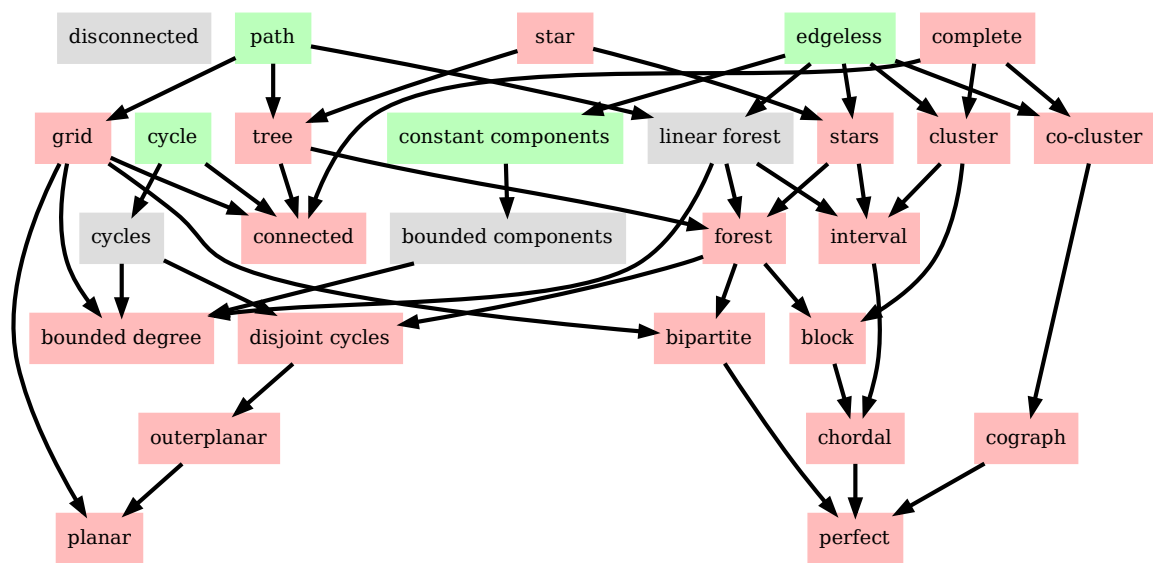 disconnected
path
star
edgeless
complete
grid
cycle
tree
constant components
linear forest
stars
cluster
co-cluster
cycles
connected
bounded components
forest
interval
bounded degree
disjoint cycles
bipartite
block
outerplanar
chordal
cograph
planar
perfect